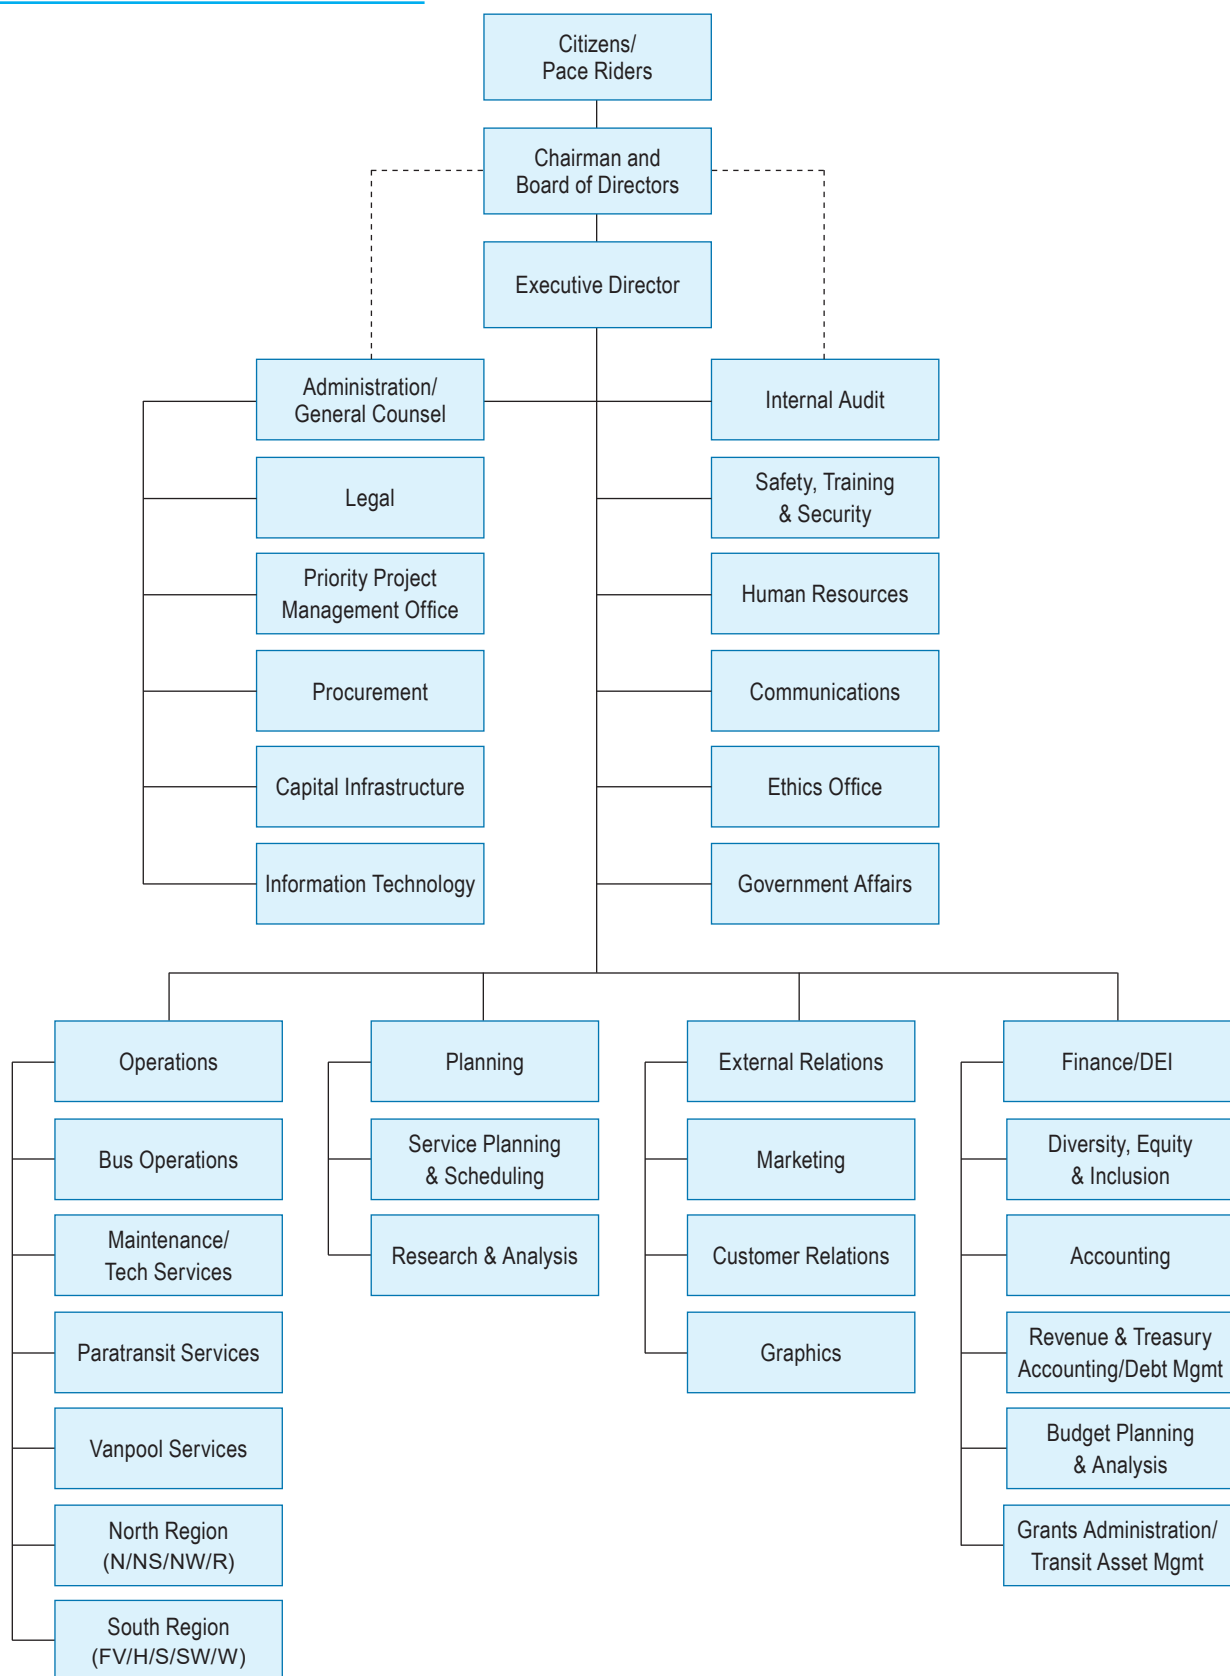 Citizens/
Pace Riders
Chairman and
Board of Directors
Executive Director
Administration/
General Counsel
Internal Audit
Legal
Safety, Training
& Security
Priority Project
Management Office
Human Resources
Procurement
Communications
Capital Infrastructure
Ethics Office
Information Technology
Government Affairs
Operations
Bus Operations
Maintenance/
Tech Services
Paratransit Services
Vanpool Services
North Region
(N/NS/NW/R)
South Region
(FV/H/S/SW/W)
Planning
Service Planning
& Scheduling
Research & Analysis
External Relations
Marketing
Customer Relations
Graphics
Finance/DEI
Diversity, Equity
& Inclusion
Accounting
Revenue & Treasury
Accounting/Debt Mgmt
Budget Planning
& Analysis
Grants Administration/
Transit Asset Mgmt